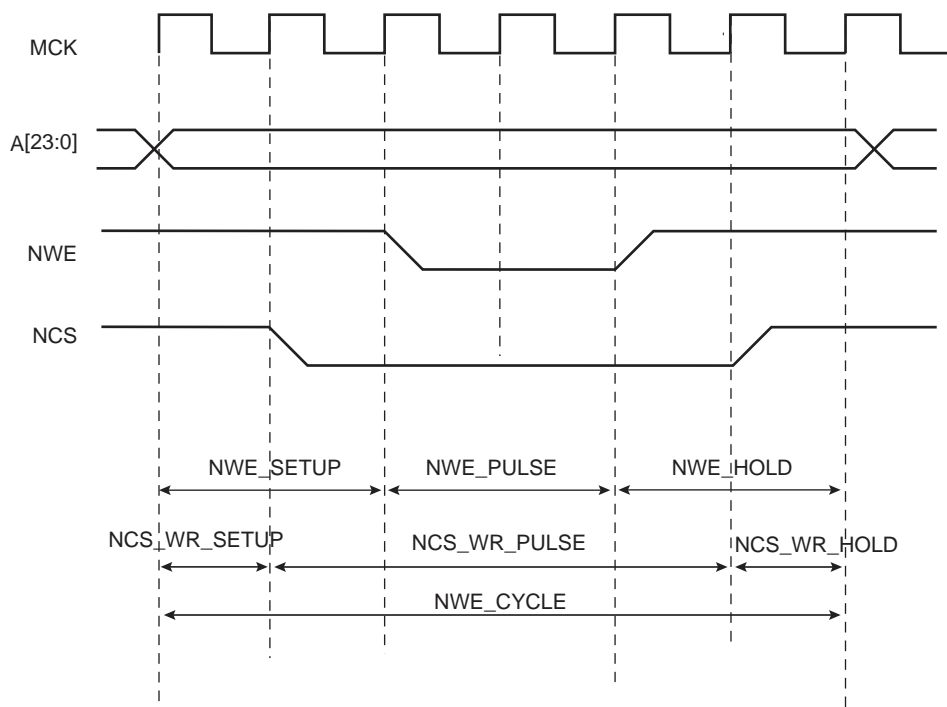 MCK
A[23:0]
NWE
NCS
NWE_SETUP NWE_PULSE NWE_HOLD
NCS_WR_SETUP NCS_WR_PULSE NCS_WR_HOLD
NWE_CYCLE